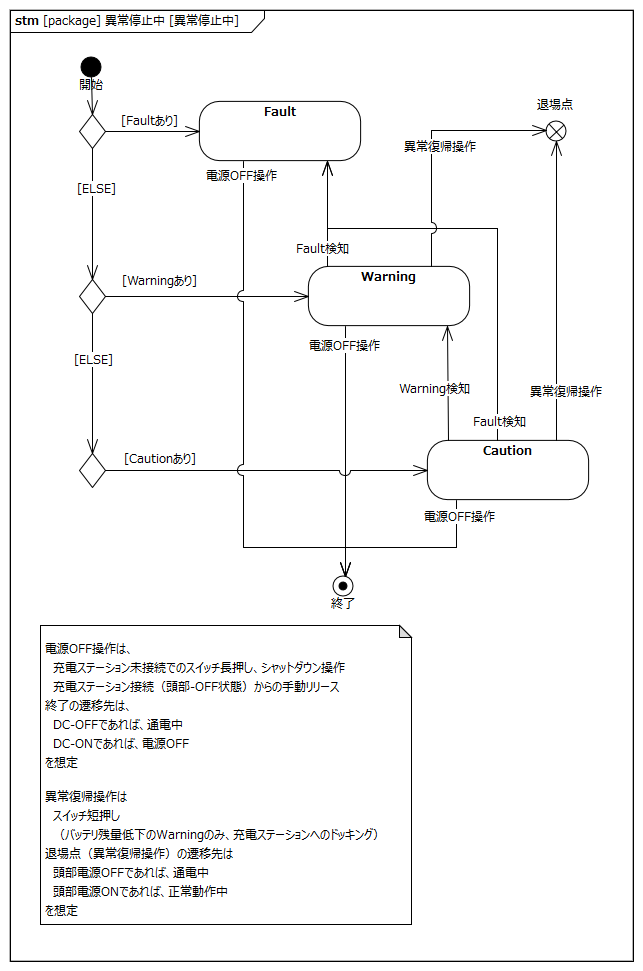 stm [package] 異常停止中 [異常停止中]
開始
退場点
[Faultあり]
Fault
異常復帰操作
電源OFF操作
[ELSE]
Fault検知
[Warningあり]
Warning
電源OFF操作
[ELSE]
Warning検知
異常復帰操作
Fault検知
[Cautionあり]
Caution
電源OFF操作
終了
電源OFF操作は、
充電ステーション未接続でのスイッチ長押し、シャットダウン操作
充電ステーション接続（頭部-OFF状態）からの手動リリース
終了の遷移先は、
DC-OFFであれば、通電中
DC-ONであれば、電源OFF
を想定
異常復帰操作は
スイッチ短押し
（バッテリ残量低下のWarningのみ、充電ステーションへのドッキング）
退場点（異常復帰操作）の遷移先は
頭部電源OFFであれば、通電中
頭部電源ONであれば、正常動作中
を想定